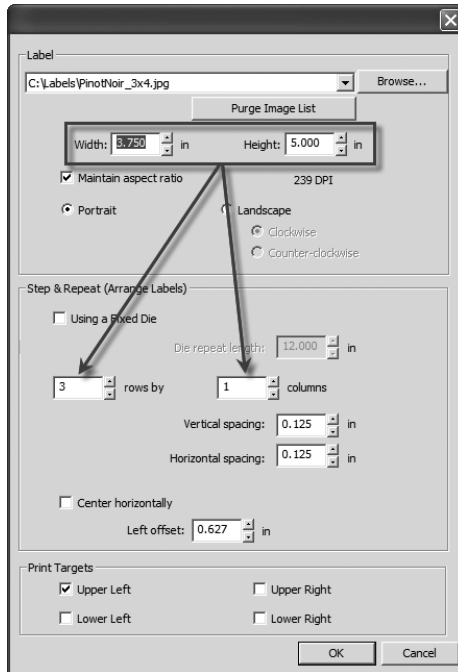 Label
C:\Labels\PinotNoir_3x4.jpg
Browse...
Purge Image List
Width: 3.750 in Height: 5.000 in
Maintain aspect ratio 239 DPI
Portrait Landscape
Clockwise
Counter-clockwise
Step & Repeat (Arrange Labels)
Using a Fixed Die
Die repeat length: 12.000 in
3 rows by 1 columns
Vertical spacing: 0.125 in
Horizontal spacing: 0.125 in
Center horizontally
Left offset: 0.627 in
Print Targets
Upper Left Upper Right
Lower Left Lower Right
OK Cancel